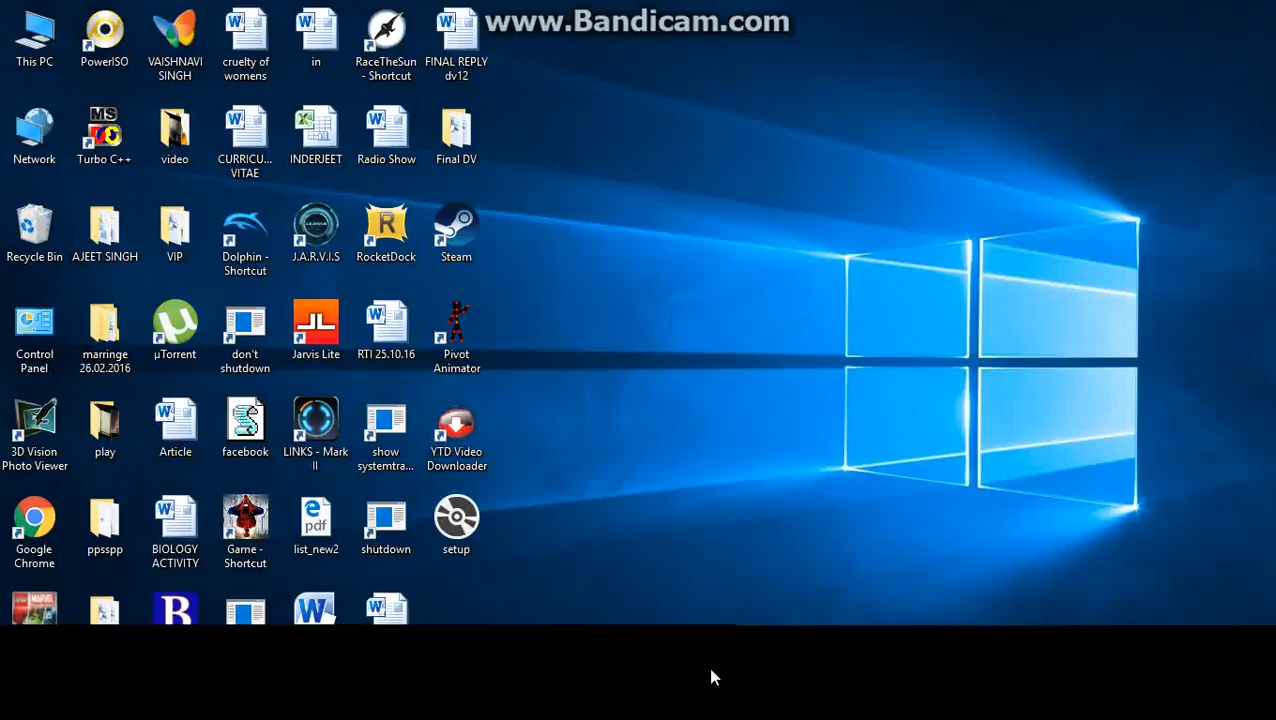 www.Bandicam.com
This PC
PowerISO
VAISHNAVI
SINGH
cruelty of
womens
in
RaceTheSun
- Shortcut
FINAL REPLY
dv12
Network
MS
Turbo C++
video
CURRICU...
VITAE
INDERJEET
Radio Show
Final DV
Recycle Bin
AJEET SINGH
VIP
Dolphin -
Shortcut
J.A.R.V.I.S
RocketDock
Steam
Control
Panel
marringe
26.02.2016
µTorrent
don't
shutdown
Jarvis Lite
RTI 25.10.16
Pivot
Animator
3D Vision
Photo Viewer
play
Article
facebook
LINKS - Mark
II
show
systemtra...
YTD Video
Downloader
Google
Chrome
ppsspp
BIOLOGY
ACTIVITY
Game -
Shortcut
pdf
list_new2
shutdown
setup